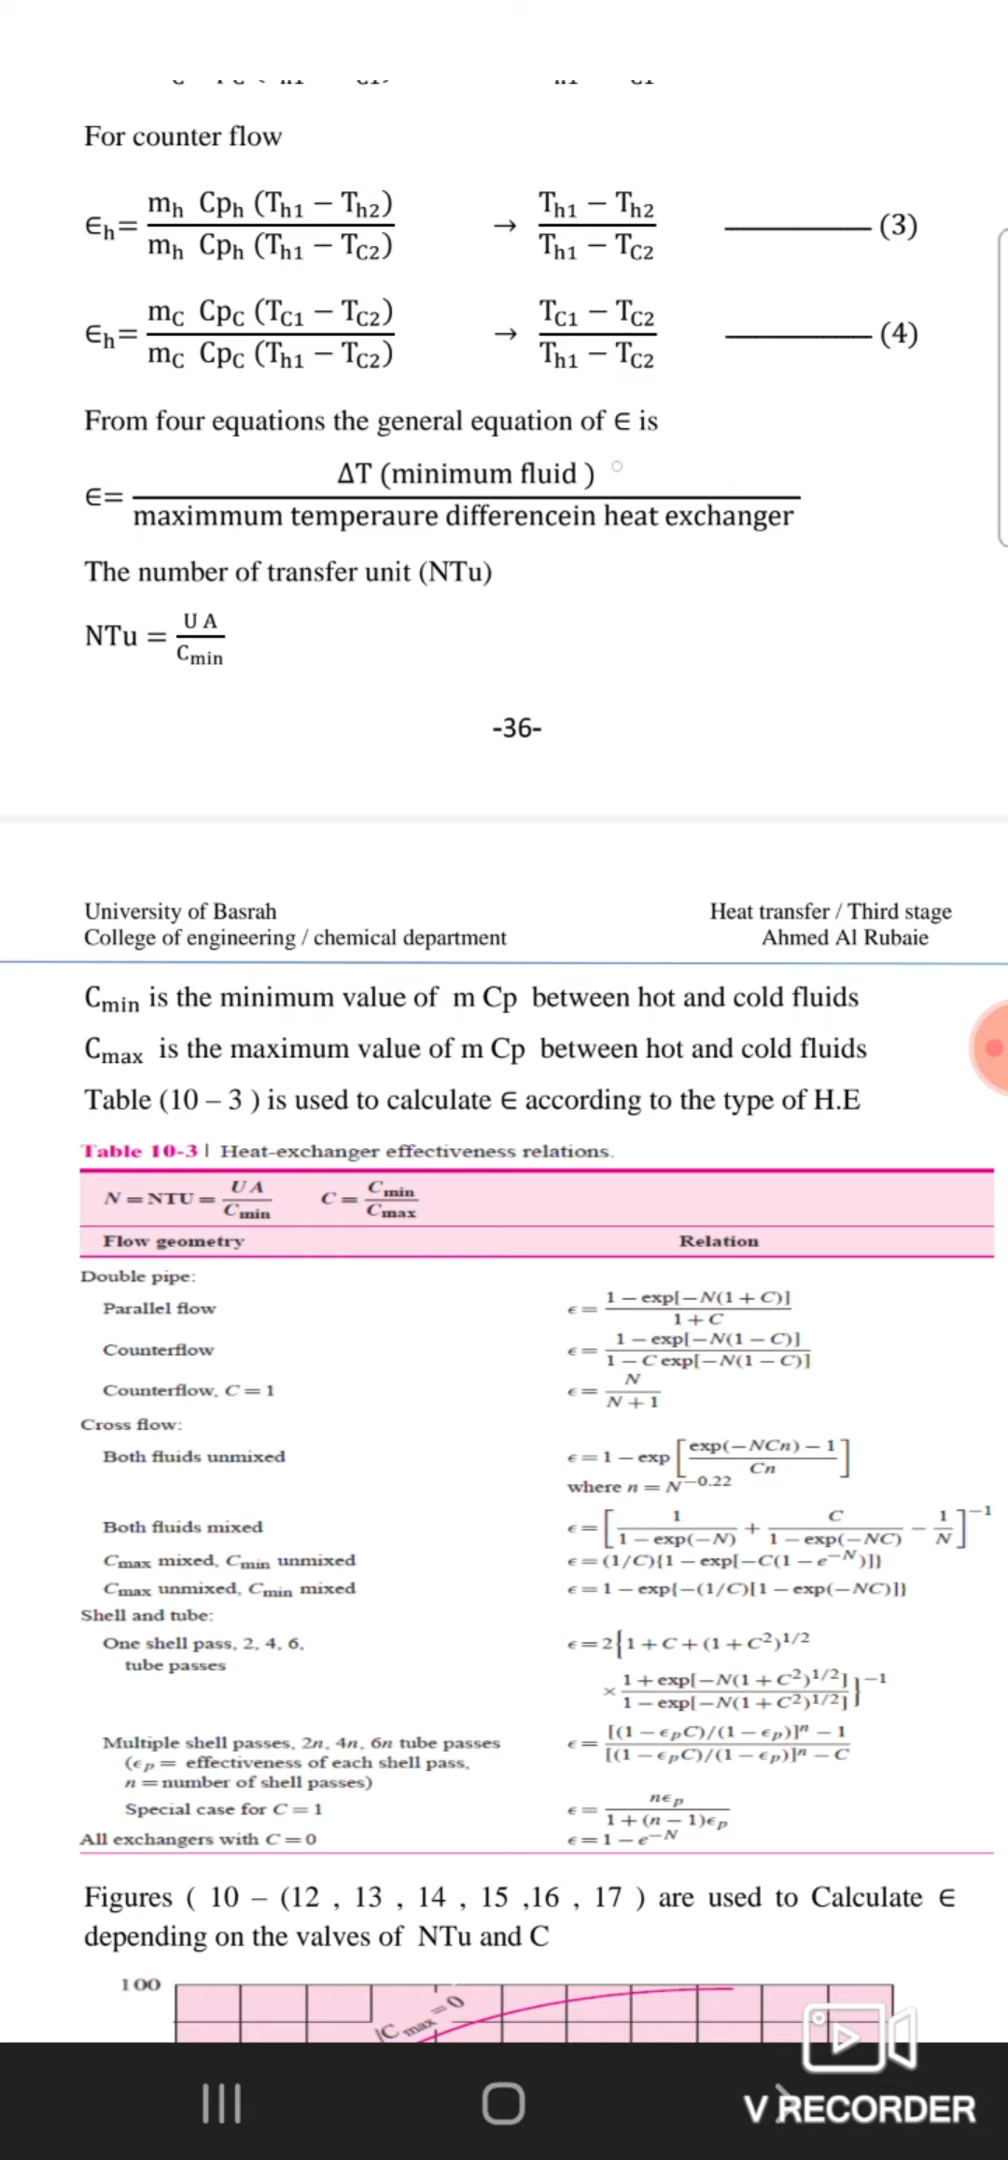 For counter flow
∈h= mh Cph (Th1 − Th2) / mh Cph (Th1 − TC2) → Th1 − Th2 / Th1 − TC2 ———— (3)
∈h= mC CpC (TC1 − TC2) / mC CpC (Th1 − TC2) → TC1 − TC2 / Th1 − TC2 ———— (4)
From four equations the general equation of ∈ is
∈= ΔT (minimum fluid ) / maximmum temperaure differencein heat exchanger
The number of transfer unit (NTu)
NTu = U A / Cmin
-36-
University of Basrah Heat transfer / Third stage
College of engineering / chemical department Ahmed Al Rubaie
Cmin is the minimum value of m Cp between hot and cold fluids
Cmax is the maximum value of m Cp between hot and cold fluids
Table (10 – 3 ) is used to calculate ∈ according to the type of H.E
Table 10-3 | Heat-exchanger effectiveness relations.
N = NTU = UA / Cmin C = Cmin / Cmax
Flow geometry Relation
Double pipe:
Parallel flow ϵ = 1 − exp[−N(1 + C)] / 1 + C
Counterflow ϵ = 1 − exp[−N(1 − C)] / 1 − C exp[−N(1 − C)]
Counterflow, C = 1 ϵ = N / N + 1
Cross flow:
Both fluids unmixed ϵ = 1 − exp [exp(−NCn) − 1 / Cn]
where n = N^−0.22
Both fluids mixed ϵ = [1 / 1 − exp(−N) + C / 1 − exp(−NC) − 1 / N]^−1
Cmax mixed, Cmin unmixed ϵ = (1/C){1 − exp[−C(1 − e^−N)]}
Cmax unmixed, Cmin mixed ϵ = 1 − exp{−(1/C)[1 − exp(−NC)]}
Shell and tube:
One shell pass, 2, 4, 6, ϵ = 2{1 + C + (1 + C²)^1/2
tube passes × 1 + exp[−N(1 + C²)^1/2] / 1 − exp[−N(1 + C²)^1/2]}^−1
Multiple shell passes, 2n, 4n, 6n tube passes ϵ = [(1 − ϵpC)/(1 − ϵp)]^n − 1 / [(1 − ϵpC)/(1 − ϵp)]^n − C
(ϵp = effectiveness of each shell pass,
n = number of shell passes)
Special case for C = 1 ϵ = nϵp / 1 + (n − 1)ϵp
All exchangers with C = 0 ϵ = 1 − e^−N
Figures ( 10 – (12 , 13 , 14 , 15 ,16 , 17 ) are used to Calculate ∈
depending on the valves of NTu and C
100
/Cmax = 0
V RECORDER